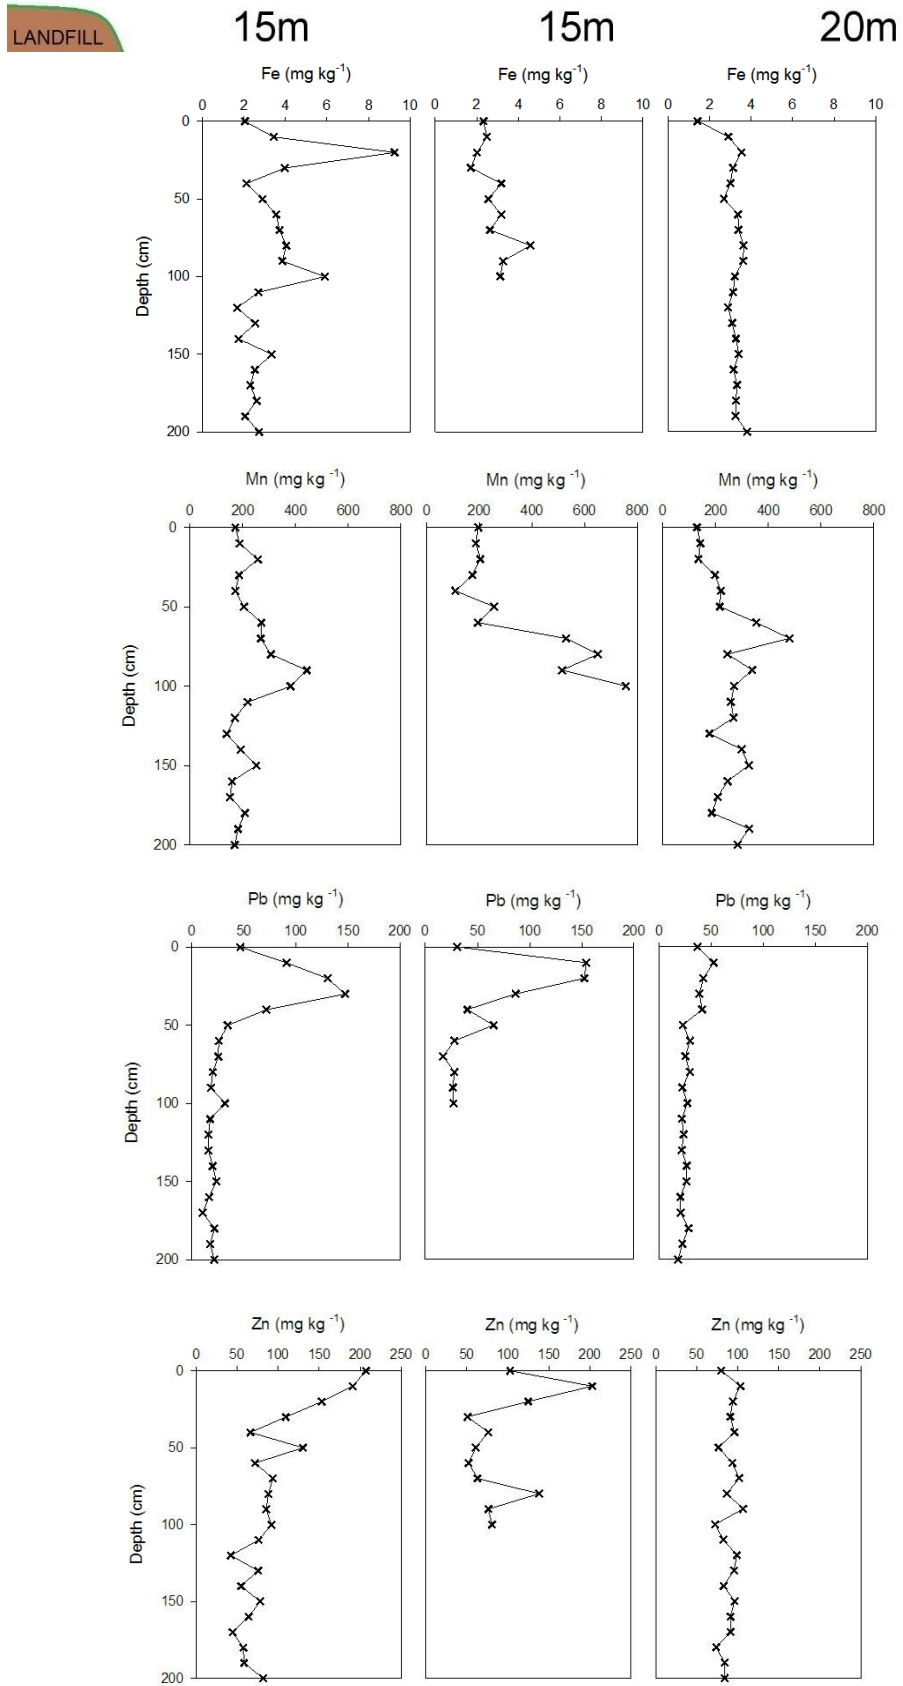 LANDFILL 15m 15m 20m
Fe (mg kg⁻¹) Fe (mg kg⁻¹) Fe (mg kg⁻¹)
0 2 4 6 8 10 0 2 4 6 8 10 0 2 4 6 8 10
0
50
Depth (cm)
100
150
200
Mn (mg kg ⁻¹) Mn (mg kg ⁻¹) Mn (mg kg ⁻¹)
0 200 400 600 800 0 200 400 600 800 0 200 400 600 800
0
50
Depth (cm)
100
150
200
Pb (mg kg ⁻¹) Pb (mg kg ⁻¹) Pb (mg kg ⁻¹)
0 50 100 150 200 0 50 100 150 200 0 50 100 150 200
0
50
Depth (cm)
100
150
200
Zn (mg kg ⁻¹) Zn (mg kg ⁻¹) Zn (mg kg ⁻¹)
0 50 100 150 200 250 0 50 100 150 200 250 0 50 100 150 200 250
0
50
Depth (cm)
100
150
200